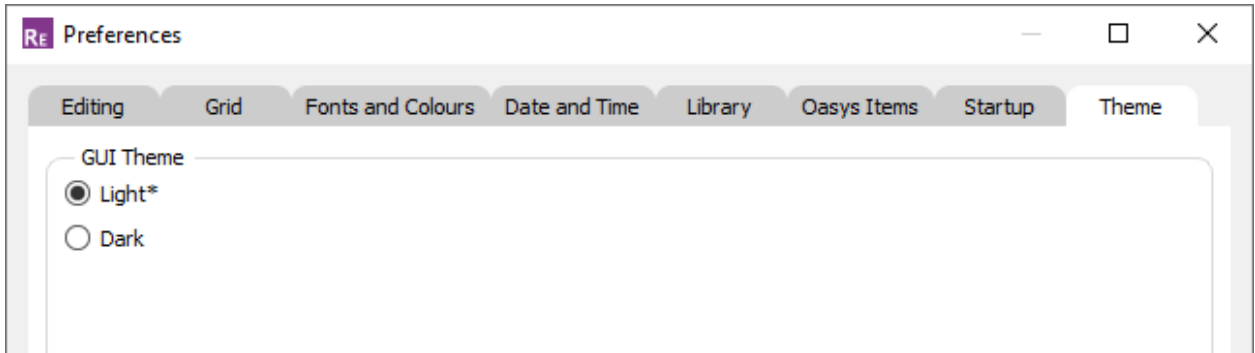 RE Preferences
Editing Grid Fonts and Colours Date and Time Library Oasys Items Startup Theme
GUI Theme
Light*
Dark